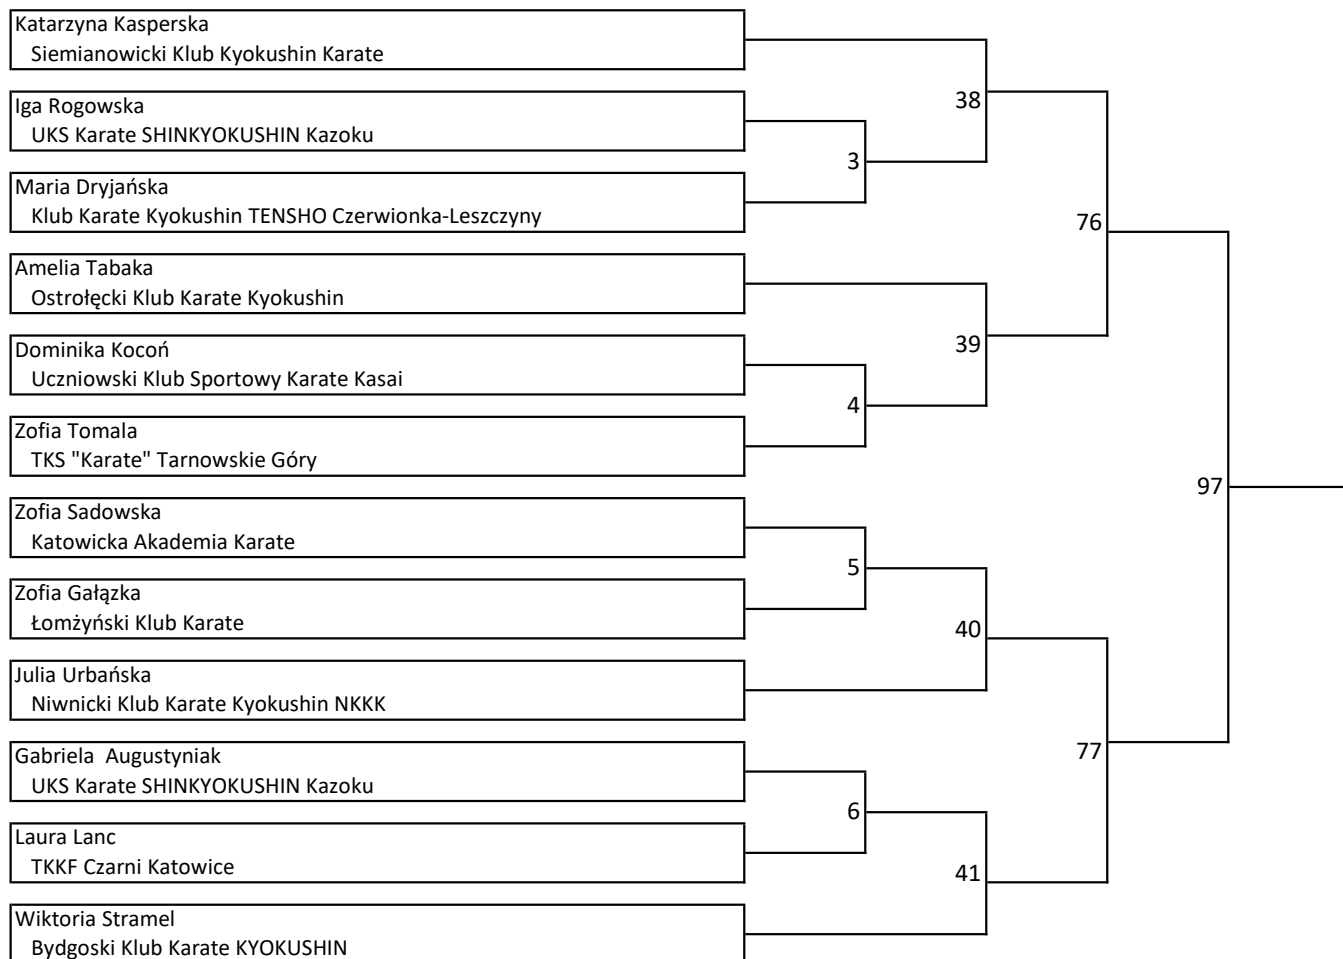 Katarzyna Kasperska
Siemianowicki Klub Kyokushin Karate
38
Iga Rogowska
UKS Karate SHINKYOKUSHIN Kazoku
3
Maria Dryjańska
Klub Karate Kyokushin TENSHO Czerwionka-Leszczyny
76
Amelia Tabaka
Ostrołęcki Klub Karate Kyokushin
39
Dominika Kocoń
Uczniowski Klub Sportowy Karate Kasai
4
Zofia Tomala
TKS "Karate" Tarnowskie Góry
97
Zofia Sadowska
Katowicka Akademia Karate
5
Zofia Gałązka
Łomżyński Klub Karate
40
Julia Urbańska
Niwnicki Klub Karate Kyokushin NKKK
77
Gabriela  Augustyniak
UKS Karate SHINKYOKUSHIN Kazoku
6
Laura Lanc
TKKF Czarni Katowice
41
Wiktoria Stramel
Bydgoski Klub Karate KYOKUSHIN